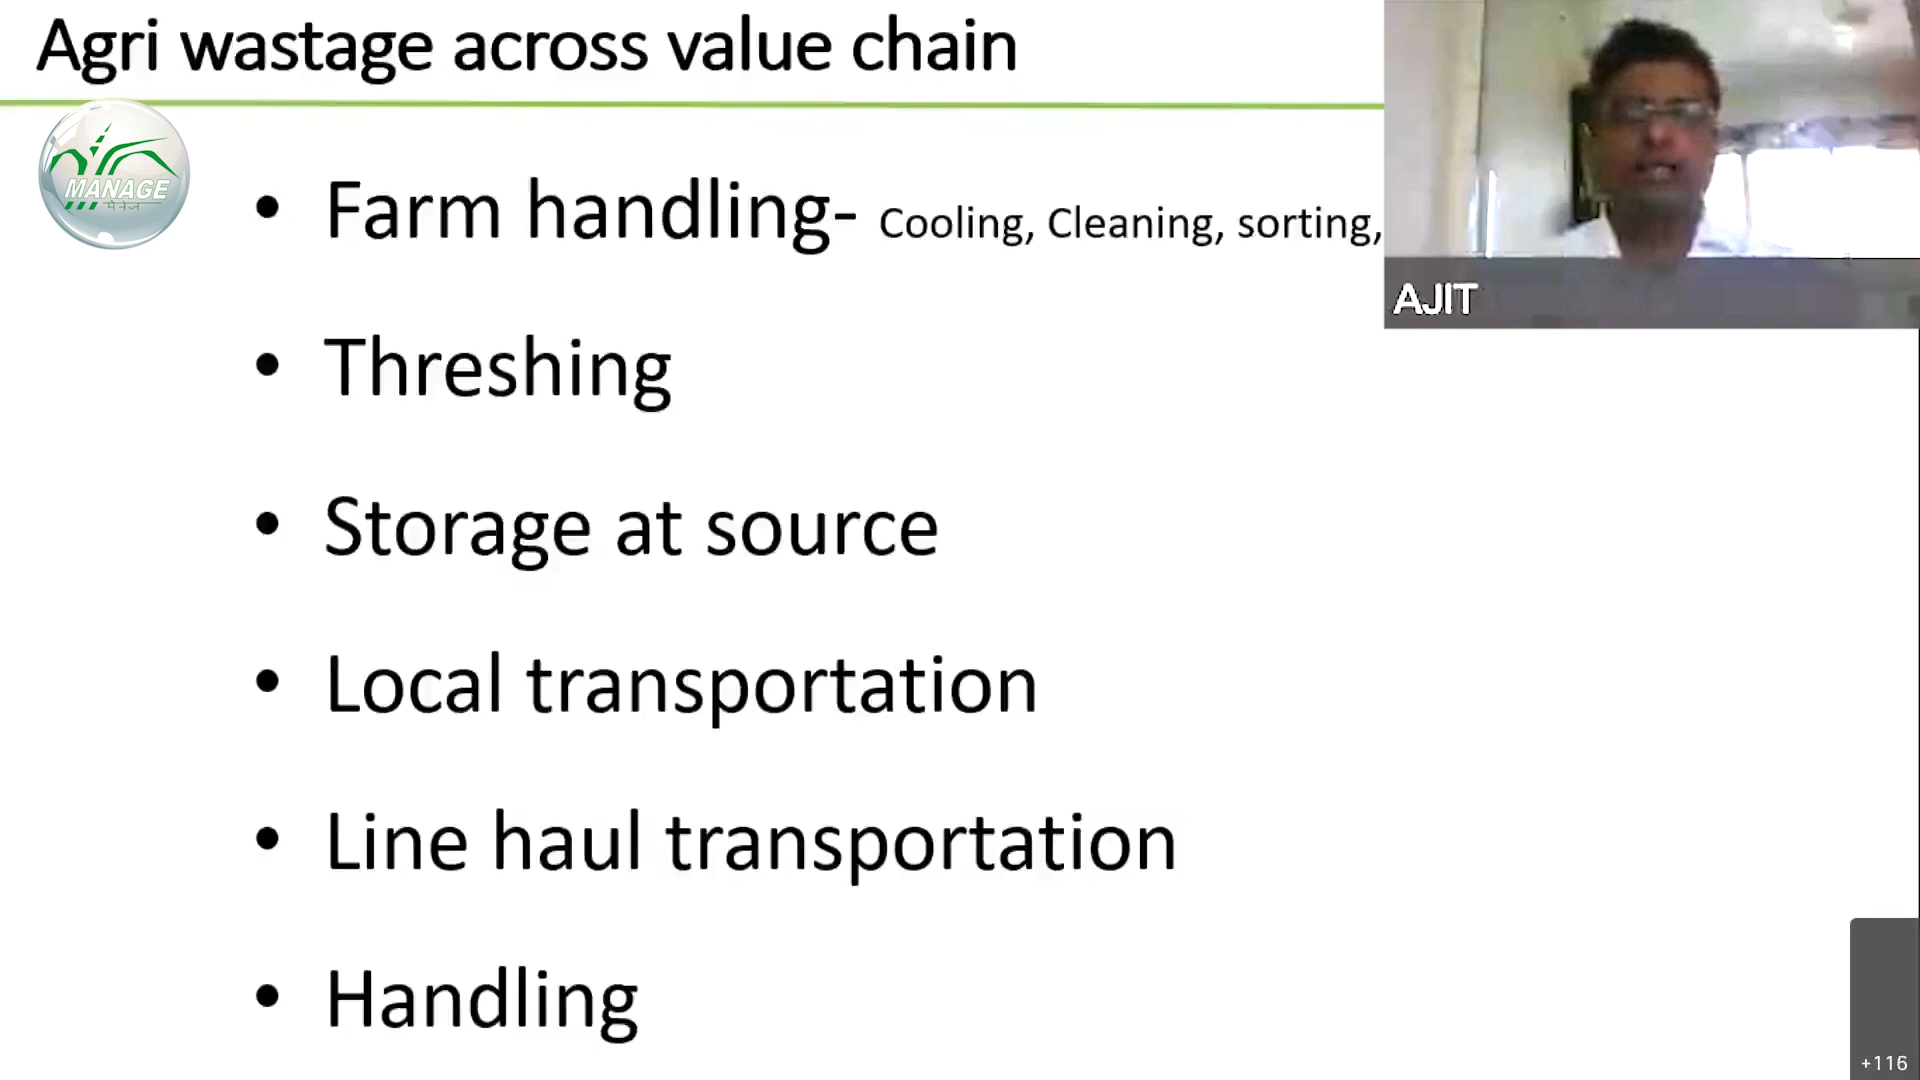 Agri wastage across value chain
MANAGE
• Farm handling- Cooling, Cleaning, sorting,
AJIT
• Threshing
• Storage at source
• Local transportation
• Line haul transportation
• Handling
+116